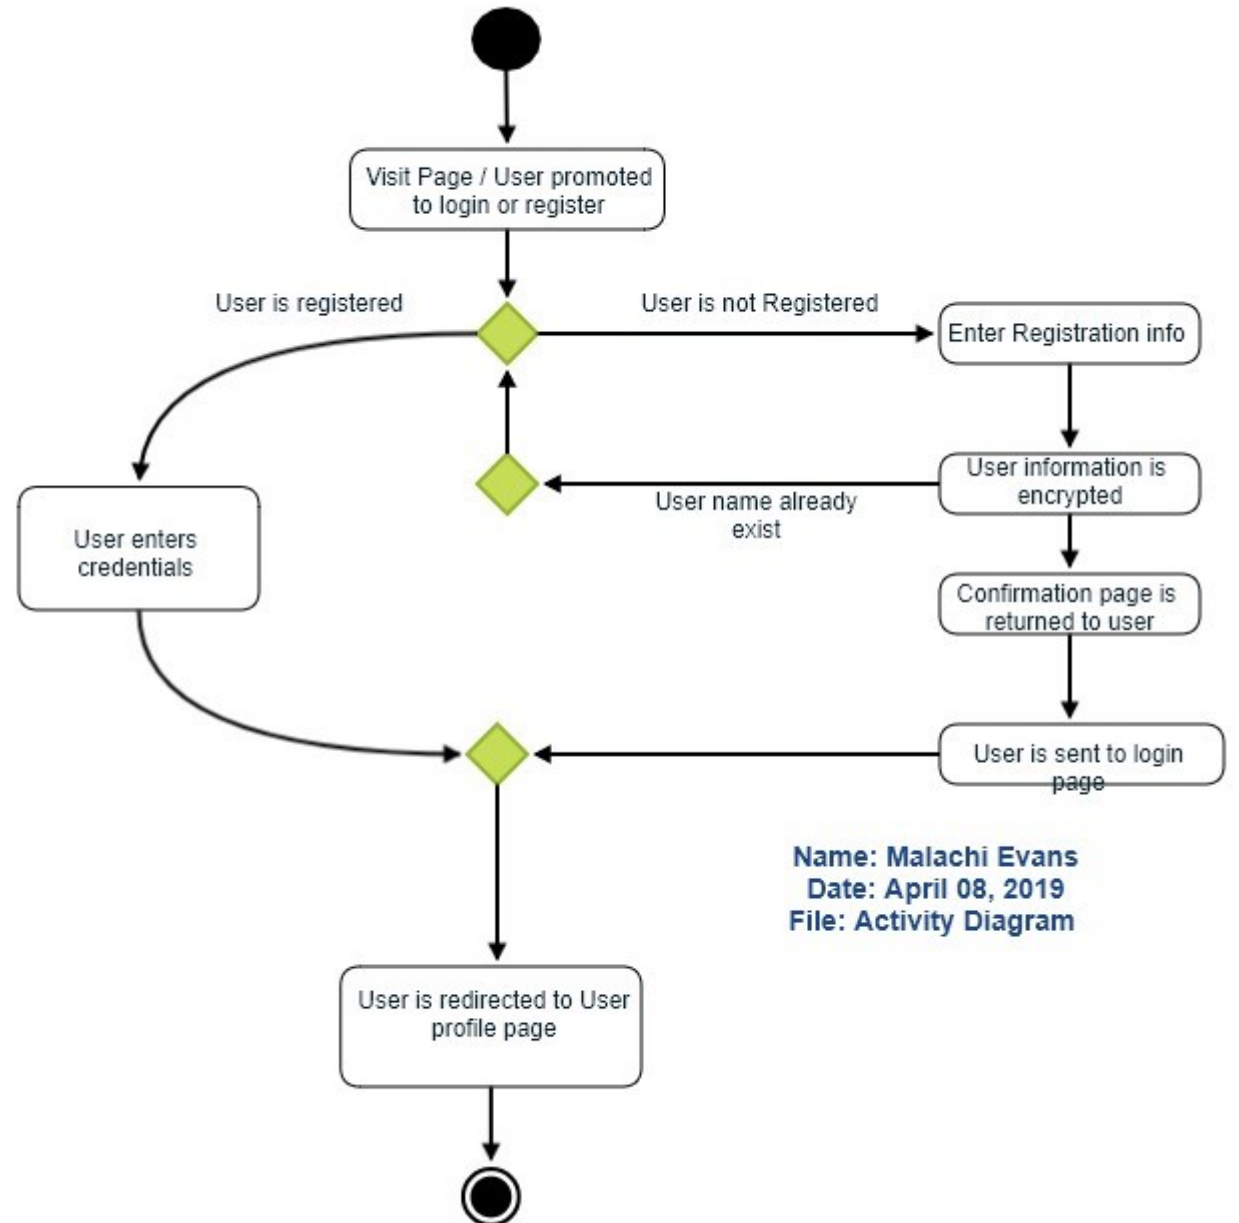 Visit Page / User promoted
to login or register
User is registered
User is not Registered
Enter Registration info
User information is
encrypted
User name already
exist
User enters
credentials
Confirmation page is
returned to user
User is sent to login
page
Name: Malachi Evans
Date: April 08, 2019
File: Activity Diagram
User is redirected to User
profile page